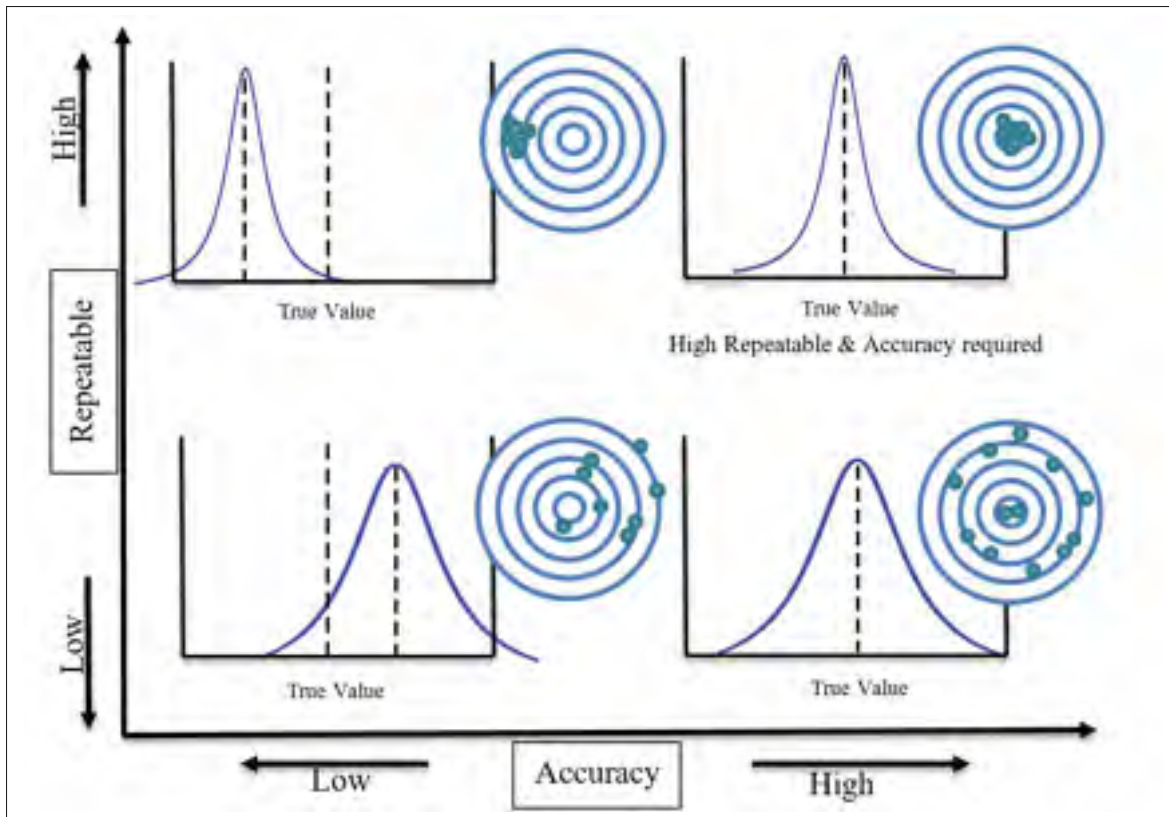 High
True Value
True Value
High Repeatable & Accuracy required
Repeatable
Low
True Value
True Value
Low
Accuracy
High